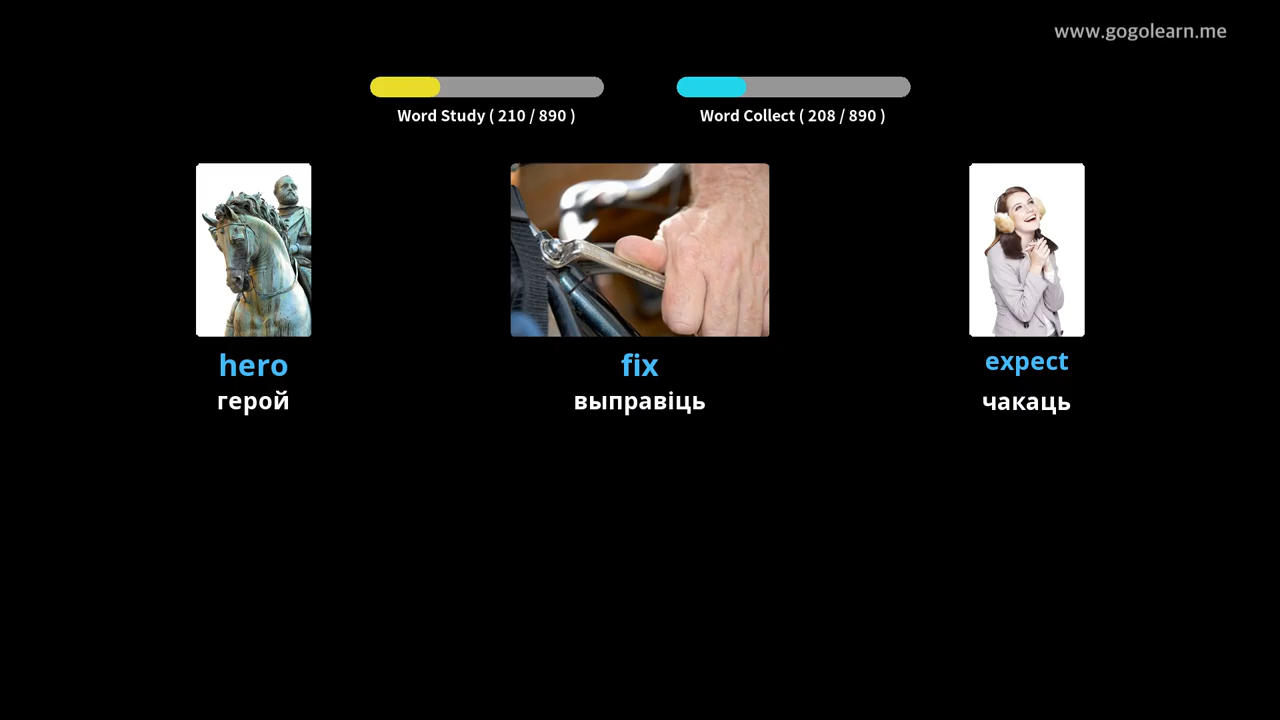 www.gogolearn.me
Word Study ( 210 / 890 )
Word Collect ( 208 / 890 )
hero
fix
expect
герой
выправіць
чакаць